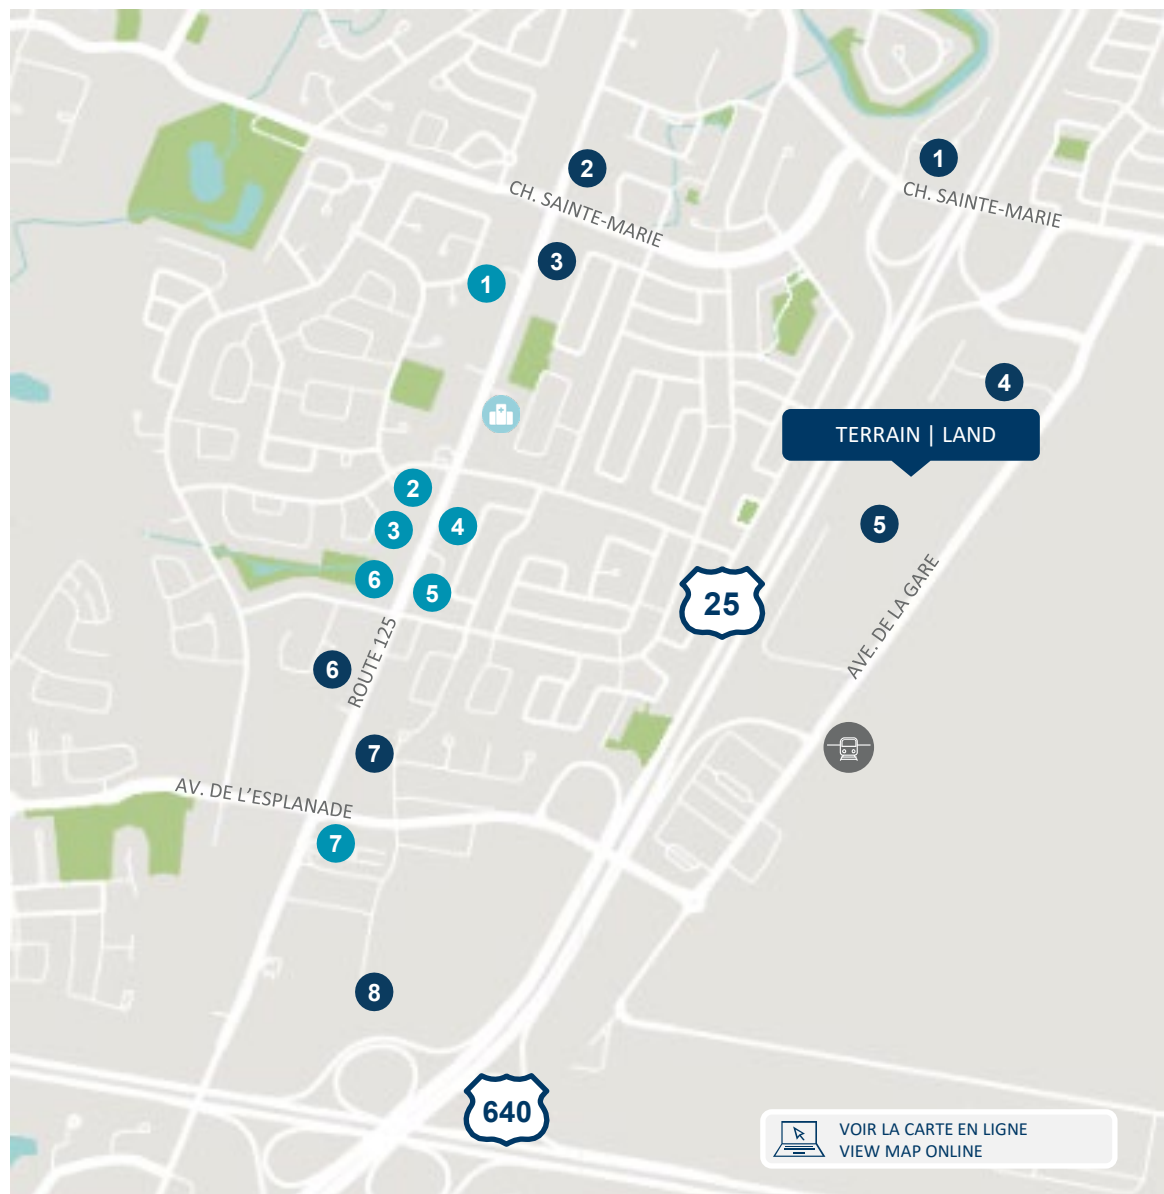 1
2
CH. SAINTE-MARIE
CH. SAINTE-MARIE
3
1
4
TERRAIN | LAND
2
3
4
5
6
5
25
AVE. DE LA GARE
ROUTE 125
6
7
AV. DE L'ESPLANADE
7
8
640
VOIR LA CARTE EN LIGNE
VIEW MAP ONLINE